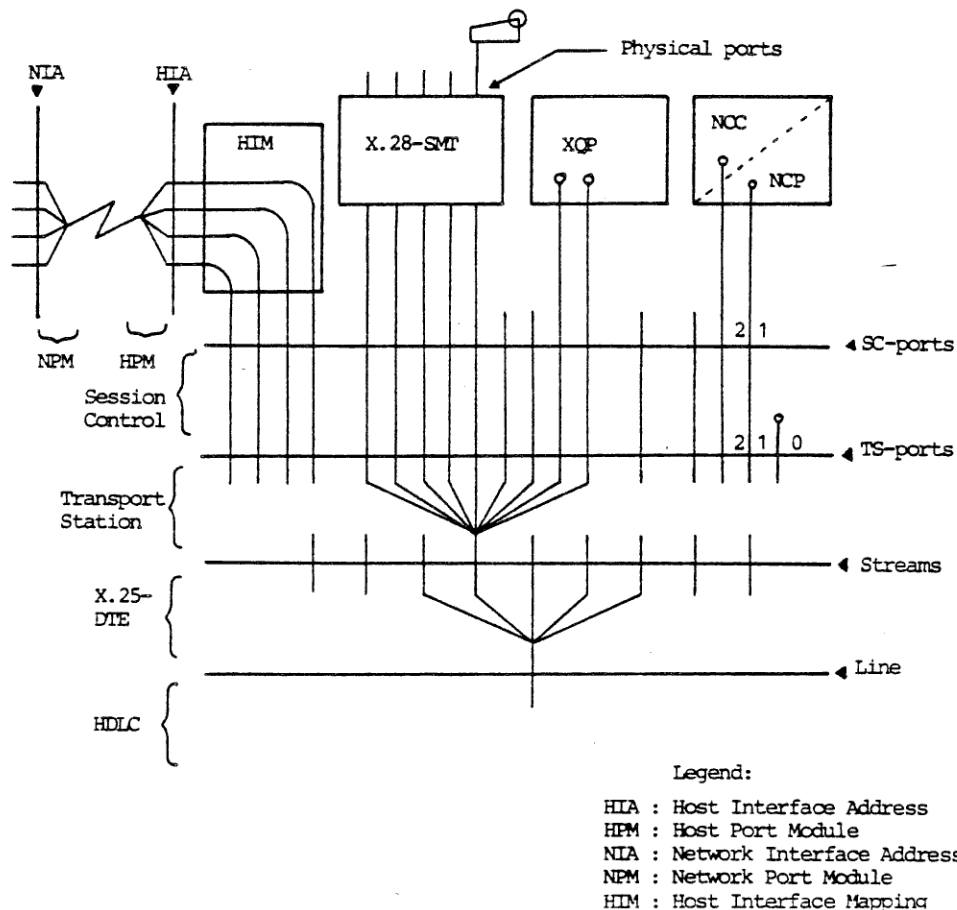 Physical ports
NIA
HIA
HIM
X.28-SMT
XQP
NCC
NCP
2 1
SC-ports
NPM
HPM
Session
Control
2 1 0
TS-ports
Transport
Station
Streams
X.25-
DTE
Line
HDLC
Legend:
HIA : Host Interface Address
HPM : Host Port Module
NIA : Network Interface Address
NPM : Network Port Module
HIM : Host Interface Mapping